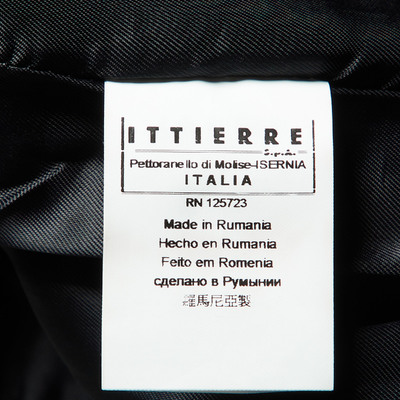 ITTIERRE
S.p.A.
Pettoranello di Molise-ISERNIA
ITALIA
RN 125723
Made in Rumania
Hecho en Rumania
Feito em Romenia
сделано в Румынии
羅馬尼亞製